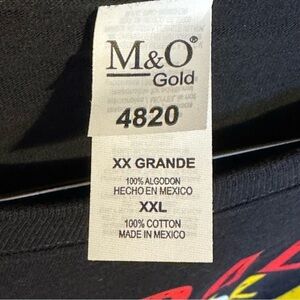 M&O®
Gold
4820
XX GRANDE
100% ALGODON
HECHO EN MEXICO
XXL
100% COTTON
MADE IN MEXICO